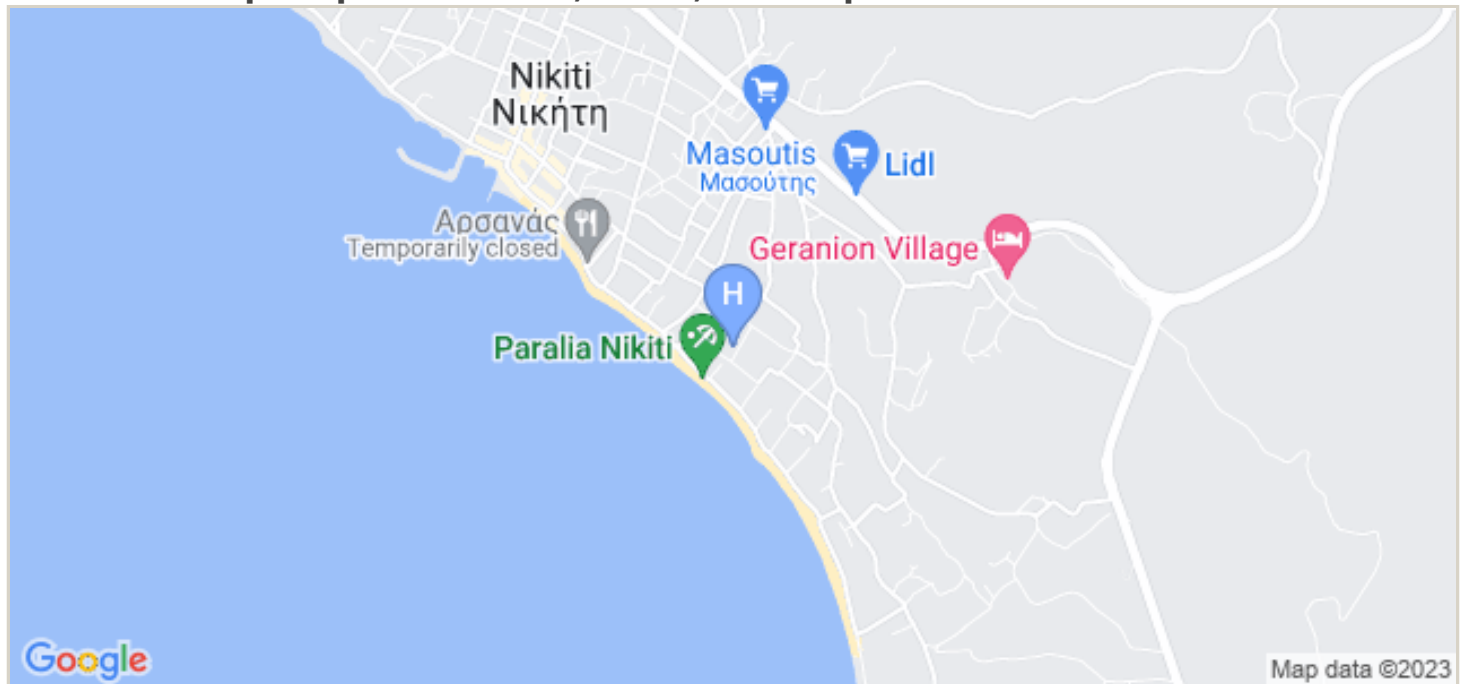 Nikiti
Νικήτη
Masoutis
Μασούτης
Lidl
Αρσανάς
Temporarily closed
Geranion Village
H
Paralia Nikiti
Google
Map data ©2023